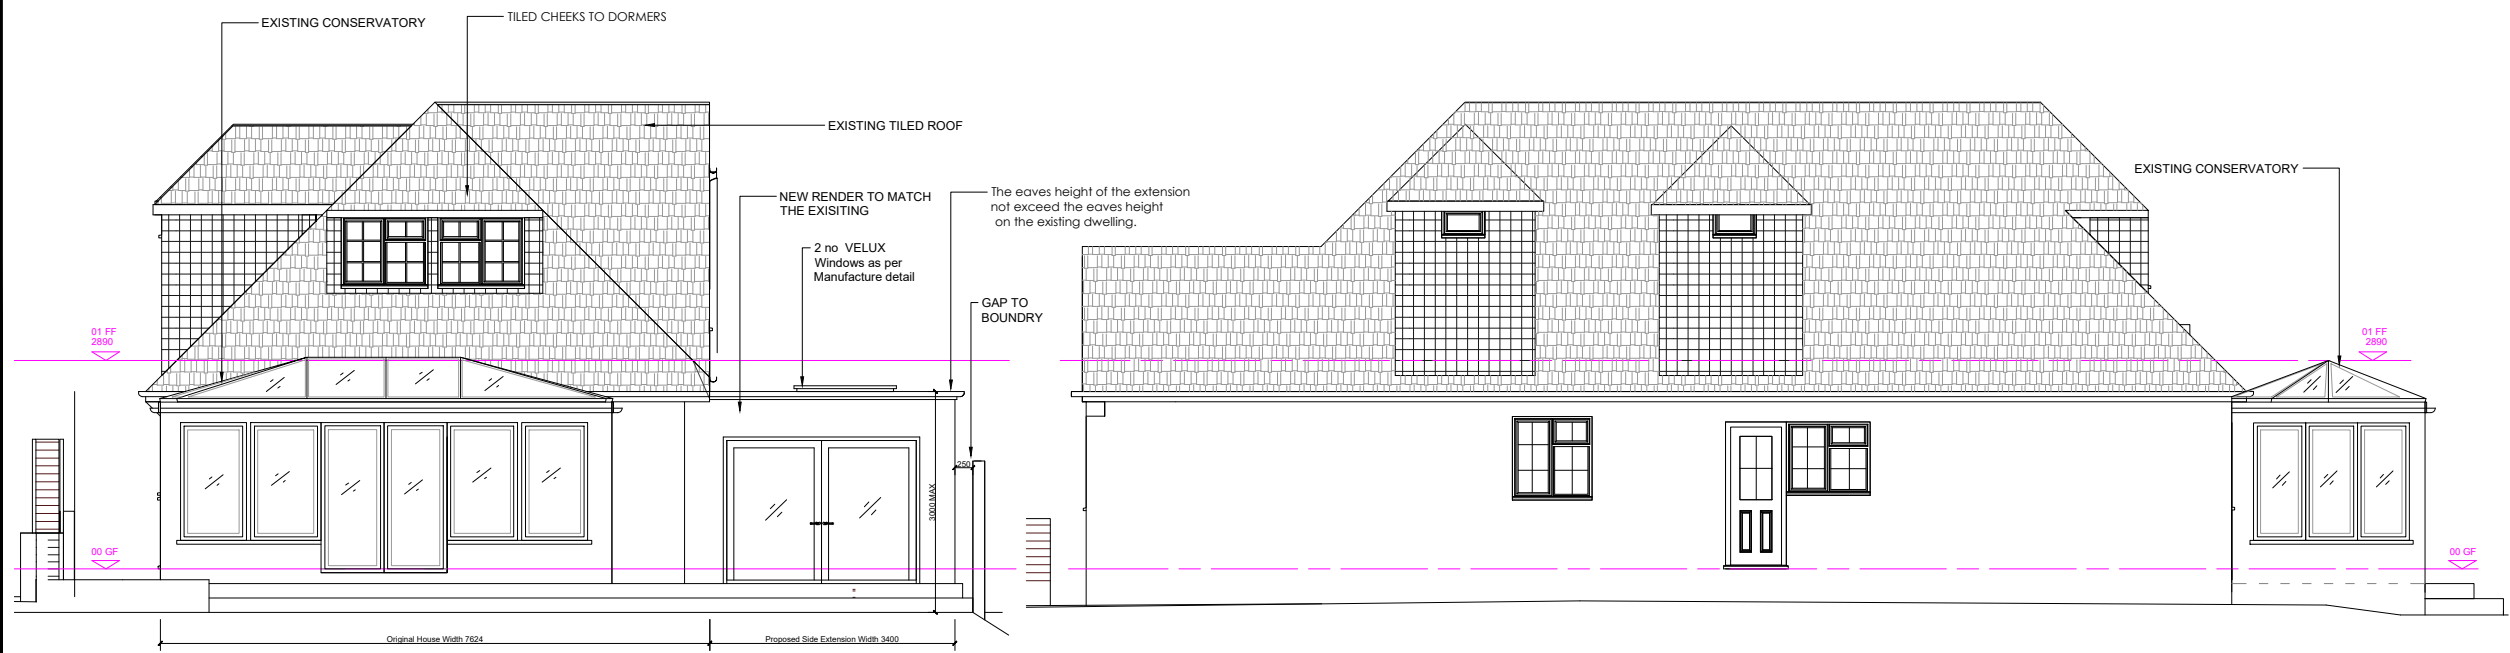 EXISTING CONSERVATORY
TILED CHEEKS TO DORMERS
EXISTING TILED ROOF
NEW RENDER TO MATCH
THE EXISITING
The eaves height of the extension
not exceed the eaves height
on the existing dwelling.
2 no VELUX
Windows as per
Manufacture detail
GAP TO
BOUNDRY
01 FF
2890
00 GF
250
3000 MAX
Original House Width 7624
Proposed Side Extension Width 3400
EXISTING CONSERVATORY
01 FF
2890
00 GF